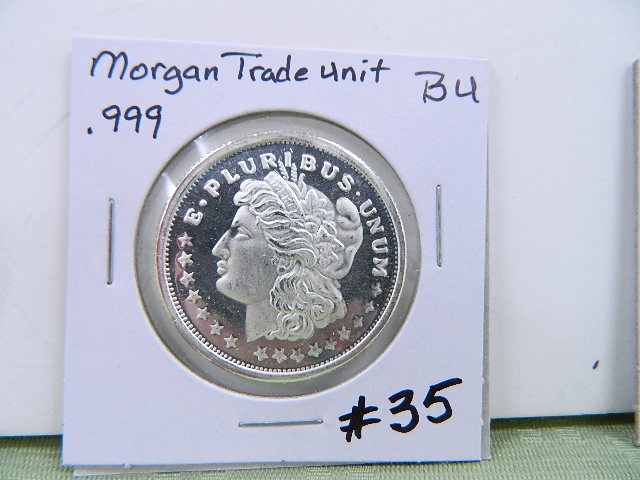 Morgan Trade unit BU
.999
E·PLURIBUS·UNUM
#35